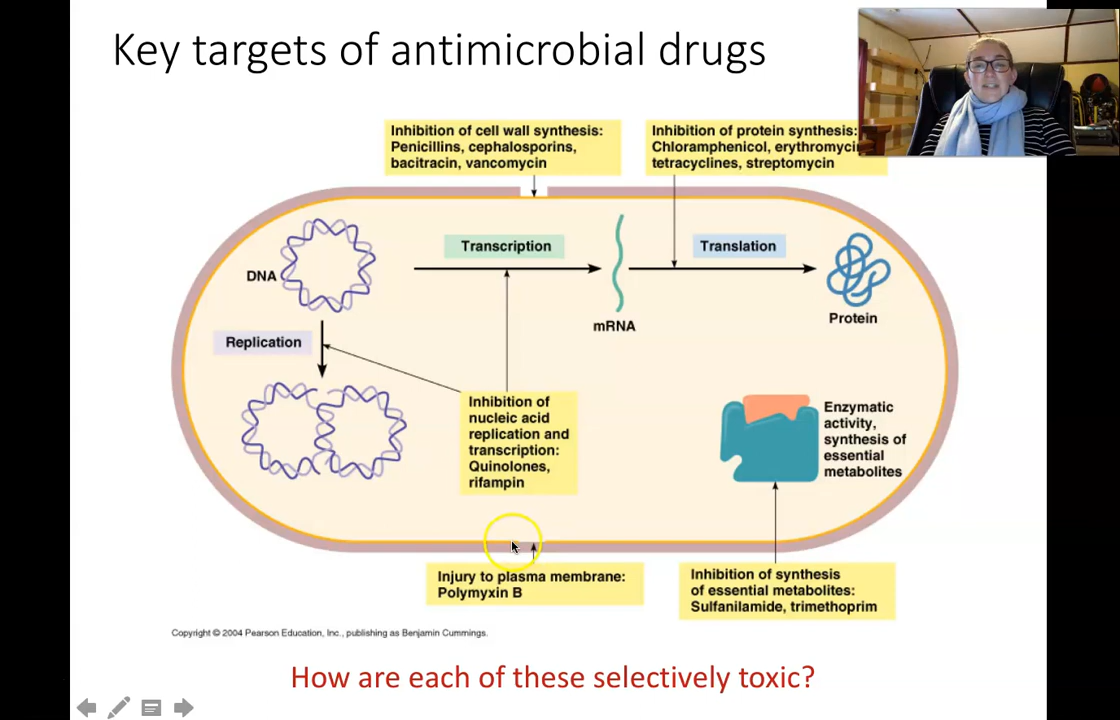 Key targets of antimicrobial drugs
Inhibition of cell wall synthesis:
Penicillins, cephalosporins,
bacitracin, vancomycin
Inhibition of protein synthesis:
Chloramphenicol,
tetracyclines, streptomycin
Transcription
Translation
DNA
mRNA
Protein
Replication
Inhibition of
nucleic acid
replication and
transcription:
Quinolones,
rifampin
Enzymatic
activity,
synthesis of
essential
metabolites
Injury to plasma membrane:
Polymyxin B
Inhibition of synthesis
of essential metabolites:
Sulfanilamide, trimethoprim
Copyright © 2004 Pearson Education, Inc., publishing as Benjamin Cummings.
How are each of these selectively toxic?